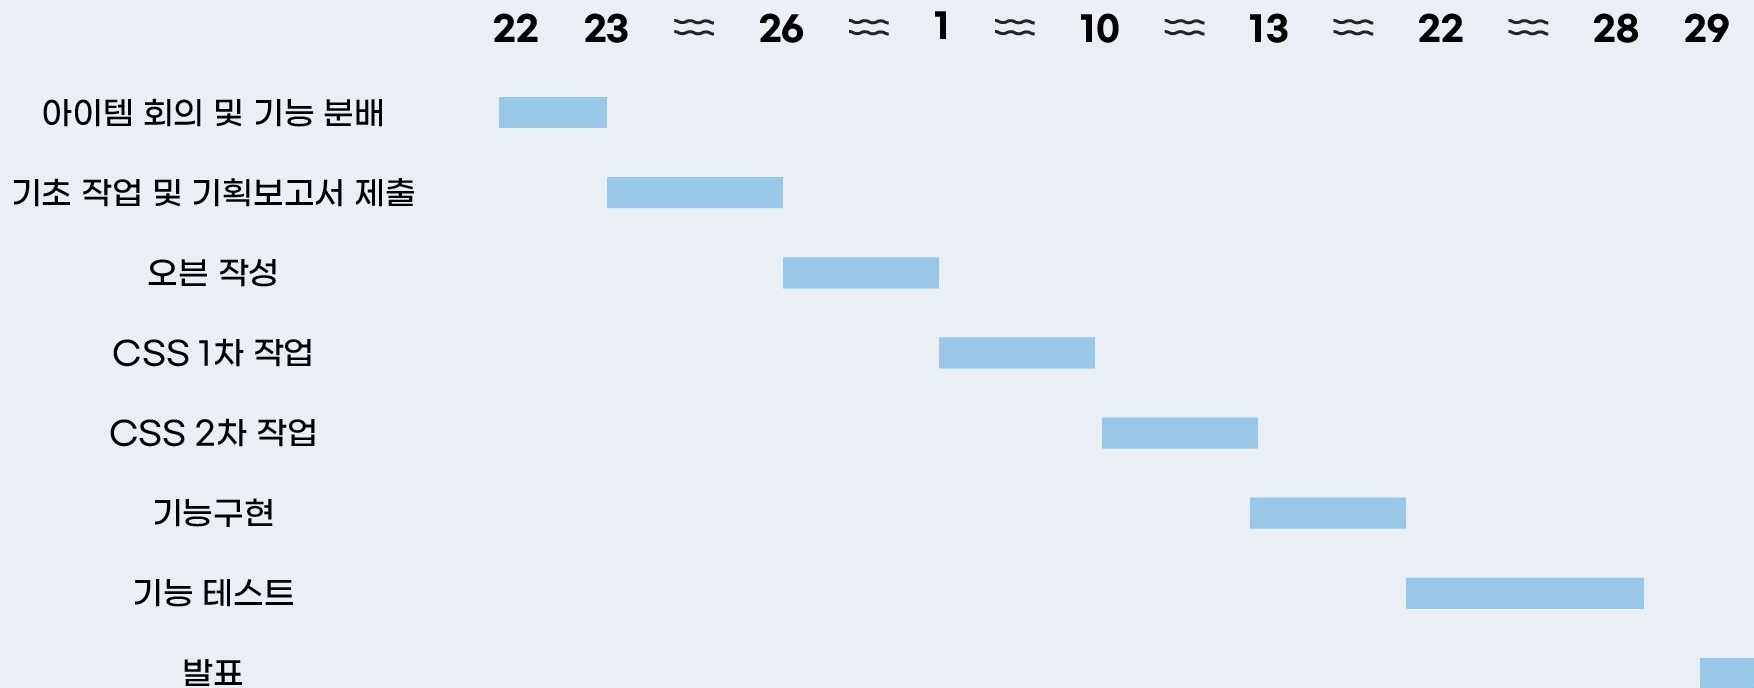 22 23 26 1 10 13 22 28 29
아이템 회의 및 기능 분배
기초 작업 및 기획보고서 제출
오븐 작성
CSS 1차 작업
CSS 2차 작업
기능구현
기능 테스트
발표